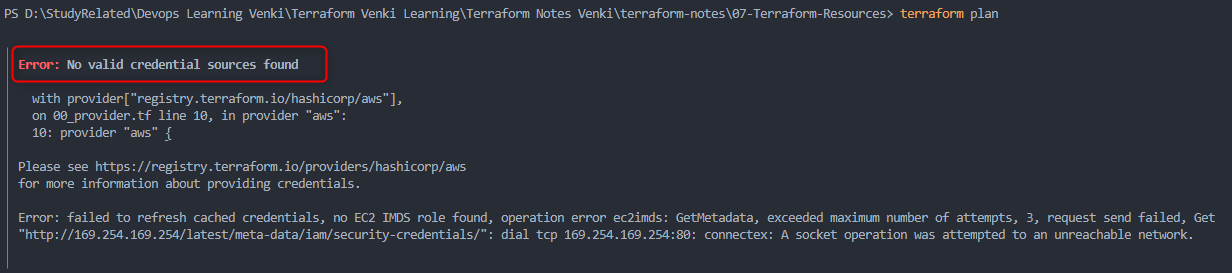 PS D:\StudyRelated\Devops Learning Venki\Terraform Venki Learning\Terraform Notes Venki\terraform-notes\07-Terraform-Resources> terraform plan
Error: No valid credential sources found
with provider["registry.terraform.io/hashicorp/aws"],
on 00_provider.tf line 10, in provider "aws":
10: provider "aws" {
Please see https://registry.terraform.io/providers/hashicorp/aws
for more information about providing credentials.
Error: failed to refresh cached credentials, no EC2 IMDS role found, operation error ec2imds: GetMetadata, exceeded maximum number of attempts, 3, request send failed, Get
"http://169.254.169.254/latest/meta-data/iam/security-credentials/": dial tcp 169.254.169.254:80: connectex: A socket operation was attempted to an unreachable network.